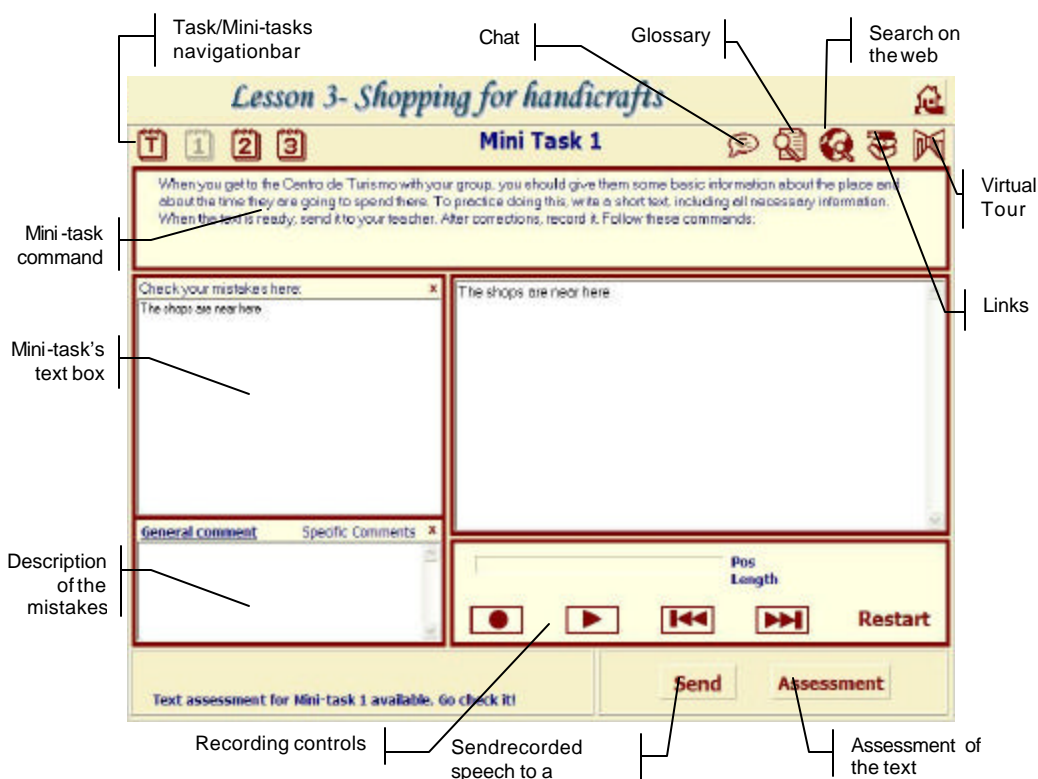 Task/Mini-tasks
navigationbar
Chat
Glossary
Search on
theweb
Lesson 3- Shopping for handicrafts
T
1
2
3
Mini Task 1
When you get to the Centro de Turismo with your group, you should give them some basic information about the place and
about the time they are going to spend there. To practice doing this, write a short text, including all necessary information.
When the text is ready, send it to your teacher. After corrections, record it. Follow these commands:
Virtual
Tour
Mini-task
command
Check your mistakes here:
x
The shops are near here
The shops are near here
Links
Mini-task's
text box
General comment
Specific Comments
x
Description
of the
mistakes
Pos
Length
Restart
Text assessment for Mini-task 1 available. Go check it!
Send
Assessment
Recording controls
Sendrecorded
speech to a
Assessment of
the text